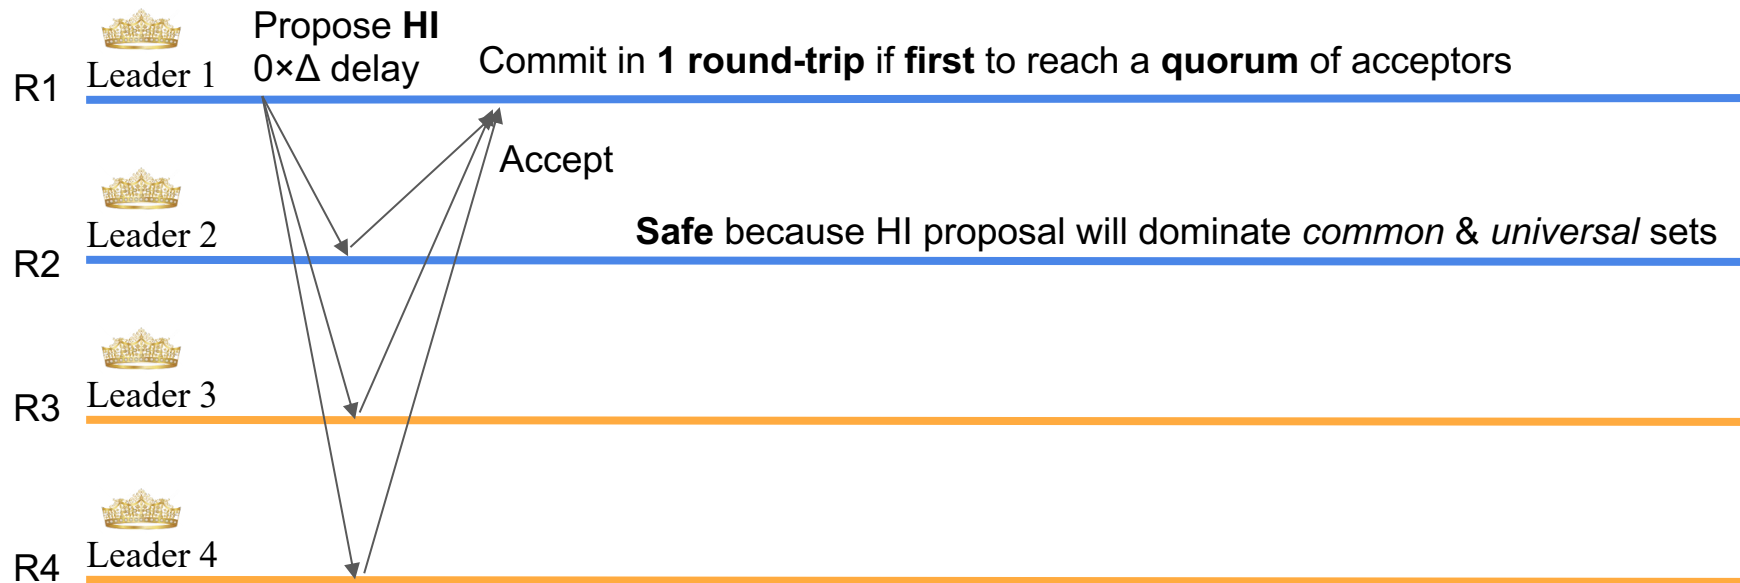 Propose HI
0×Δ delay
Commit in 1 round-trip if first to reach a quorum of acceptors
R1
Leader 1
Accept
R2
Leader 2
Safe because HI proposal will dominate common & universal sets
R3
Leader 3
R4
Leader 4